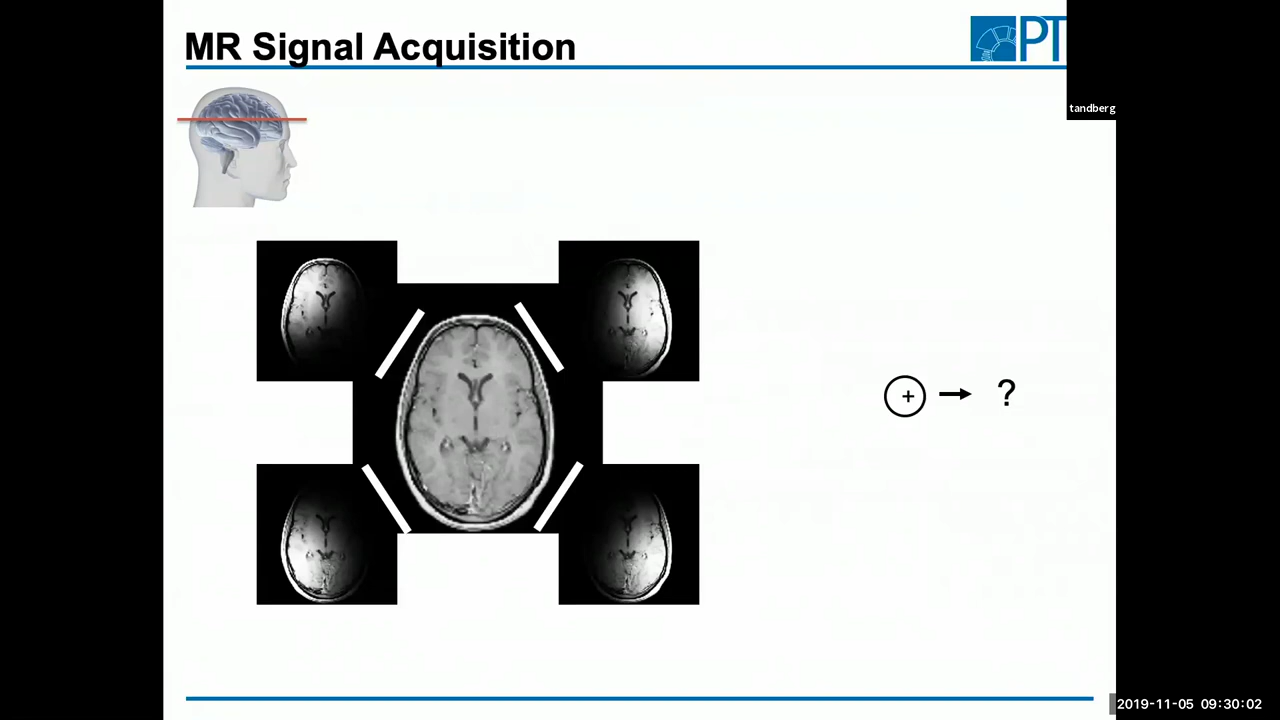 MR Signal Acquisition
PT
tandberg
+ → ?
2019-11-05 09:30:02